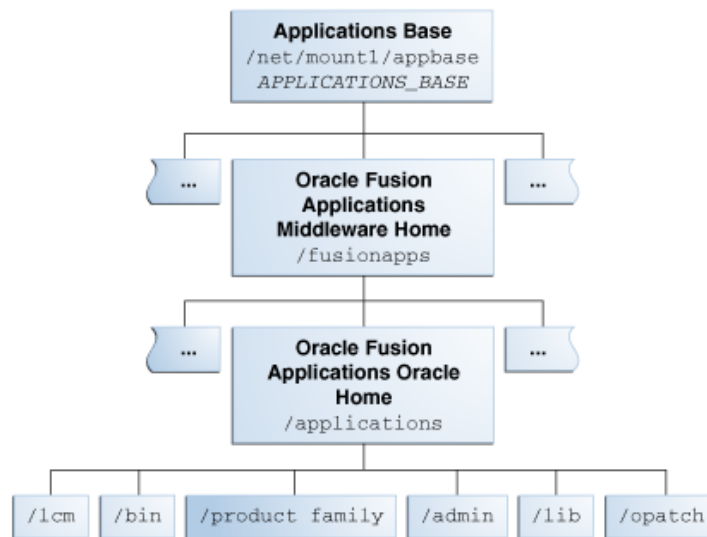 Applications Base
/net/mount1/appbase
APPLICATIONS_BASE
...
Oracle Fusion
Applications
Middleware Home
/fusionapps
...
...
Oracle Fusion
Applications Oracle
Home
/applications
...
/lcm
/bin
/product family
/admin
/lib
/opatch